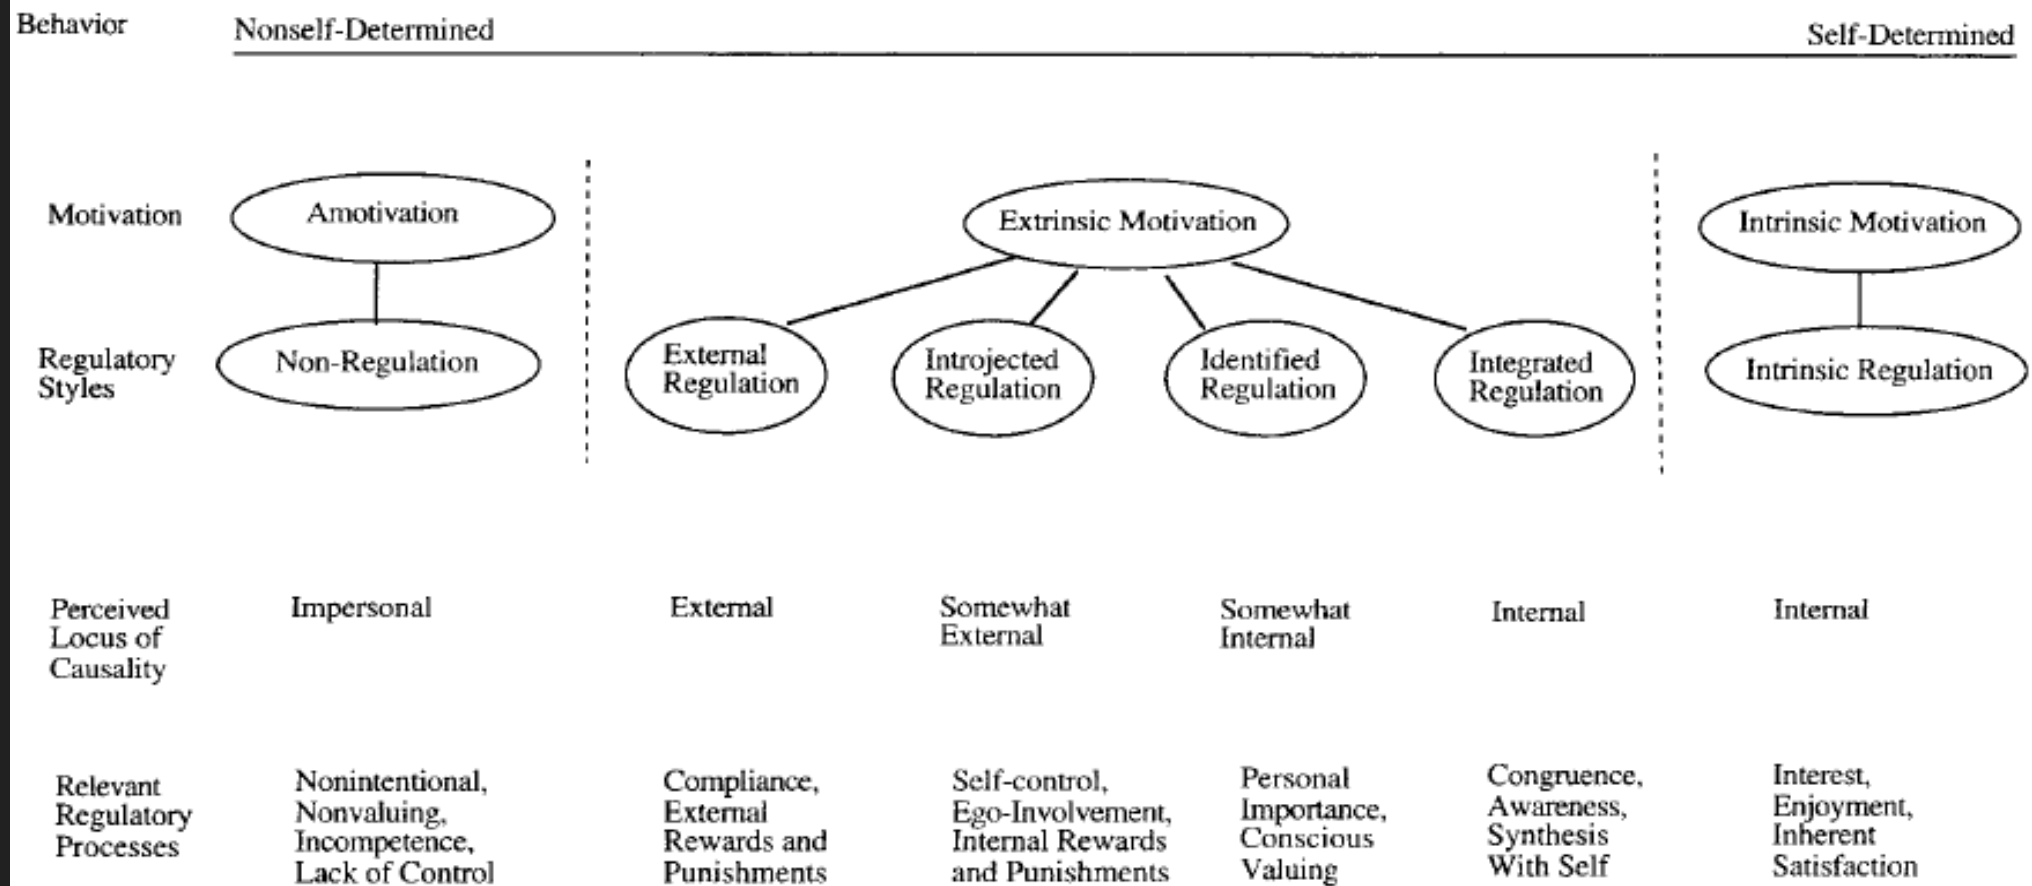 Behavior
Nonself-Determined
Self-Determined
Motivation
Amotivation
Extrinsic Motivation
Intrinsic Motivation
Regulatory
Styles
Non-Regulation
External
Regulation
Introjected
Regulation
Identified
Regulation
Integrated
Regulation
Intrinsic Regulation
Perceived
Locus of
Causality
Impersonal
External
Somewhat
External
Somewhat
Internal
Internal
Internal
Relevant
Regulatory
Processes
Nonintentional,
Nonvaluing,
Incompetence,
Lack of Control
Compliance,
External
Rewards and
Punishments
Self-control,
Ego-Involvement,
Internal Rewards
and Punishments
Personal
Importance,
Conscious
Valuing
Congruence,
Awareness,
Synthesis
With Self
Interest,
Enjoyment,
Inherent
Satisfaction